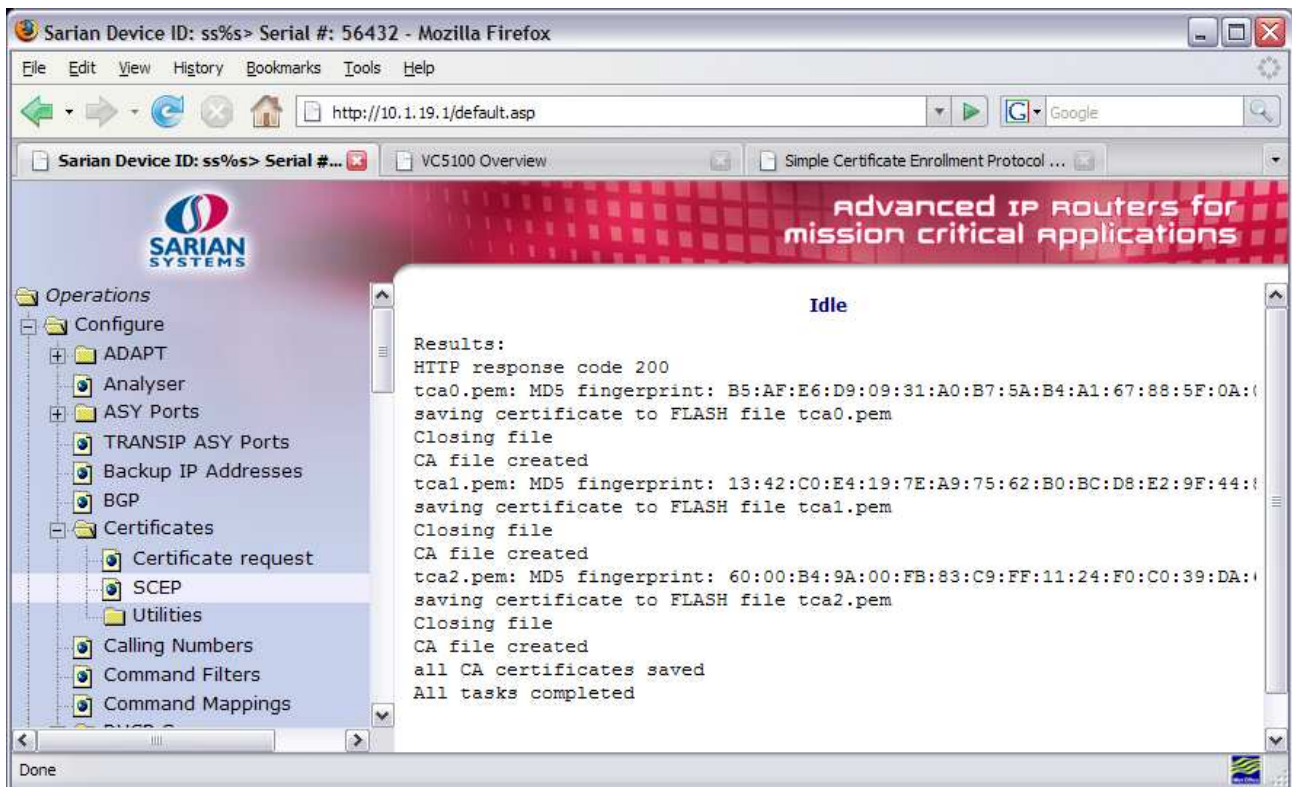 Sarian Device ID: ss%s> Serial #: 56432 - Mozilla Firefox
File Edit View History Bookmarks Tools Help
http://10.1.19.1/default.asp
Google
Sarian Device ID: ss%s> Serial #...
VC5100 Overview
Simple Certificate Enrollment Protocol ...
SARIAN
SYSTEMS
Advanced IP Routers for
mission critical Applications
Operations
Configure
ADAPT
Analyser
ASY Ports
TRANSIP ASY Ports
Backup IP Addresses
BGP
Certificates
Certificate request
SCEP
Utilities
Calling Numbers
Command Filters
Command Mappings
Idle
Results:
HTTP response code 200
tca0.pem: MD5 fingerprint: B5:AF:E6:D9:09:31:A0:B7:5A:B4:A1:67:88:5F:0A:
saving certificate to FLASH file tca0.pem
Closing file
CA file created
tca1.pem: MD5 fingerprint: 13:42:C0:E4:19:7E:A9:75:62:B0:BC:D8:E2:9F:44:
saving certificate to FLASH file tca1.pem
Closing file
CA file created
tca2.pem: MD5 fingerprint: 60:00:B4:9A:00:FB:83:C9:FF:11:24:F0:C0:39:DA:
saving certificate to FLASH file tca2.pem
Closing file
CA file created
all CA certificates saved
All tasks completed
Done